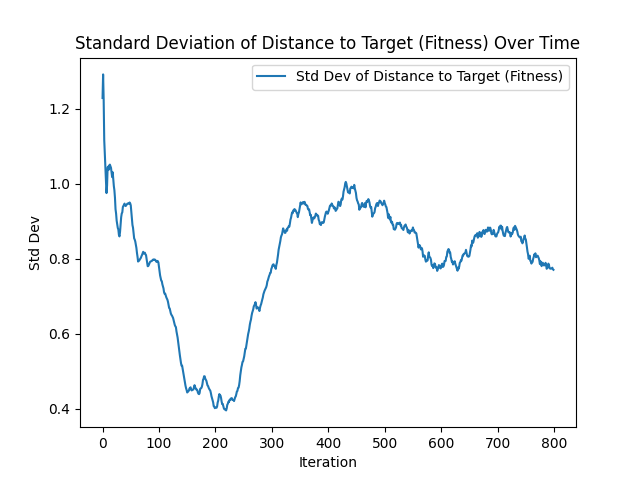 Standard Deviation of Distance to Target (Fitness) Over Time
Std Dev of Distance to Target (Fitness)
Std Dev
1.2
1.0
0.8
0.6
0.4
0 100 200 300 400 500 600 700 800
Iteration